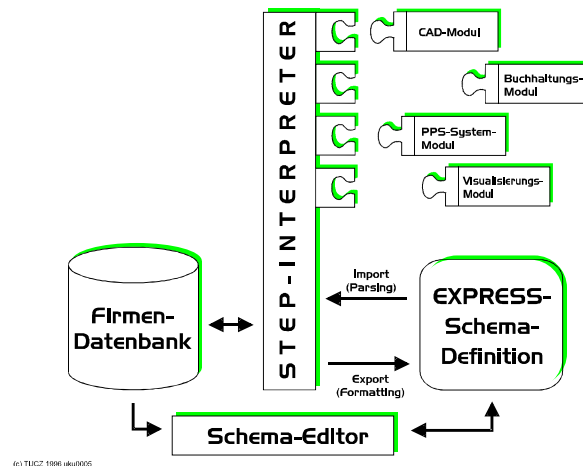 STEP-INTERPRETER
CAD-Modul
Buchhaltungs-
Modul
PPS-System-
Modul
Visualisierungs-
Modul
Firmen-
Datenbank
Import
(Parsing)
EXPRESS-
Schema-
Definition
Export
(Formatting)
Schema-Editor
(c) TUCZ 1996 uku0005